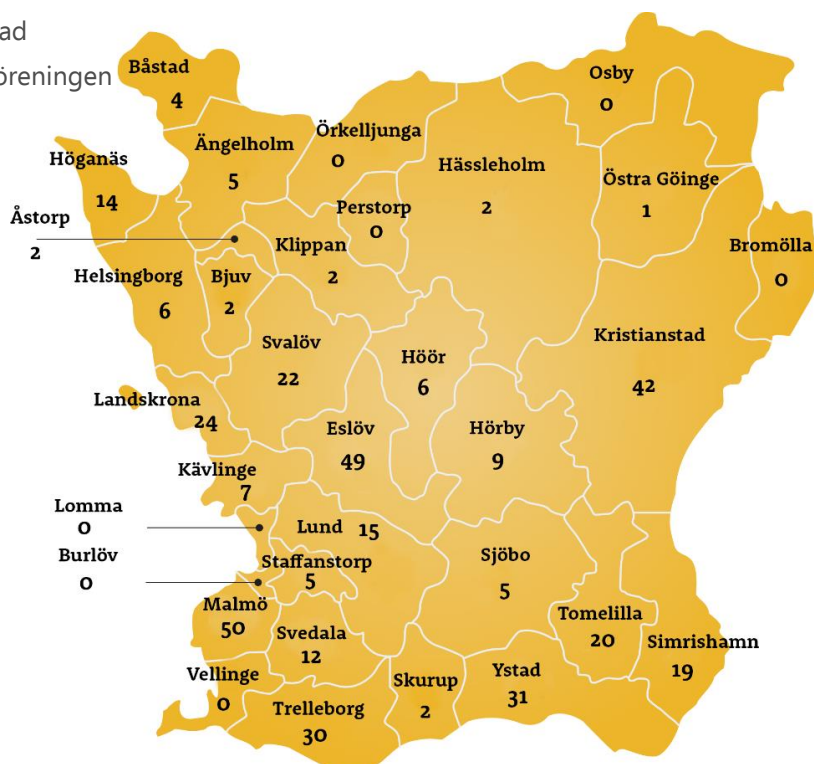 ad
öreningen
Båstad
4
Osby
0
Ängelholm
5
Örkelljunga
0
Höganäs
14
Hässleholm
2
Östra Göinge
1
Perstorp
0
Åstorp
2
Klippan
2
Bromölla
0
Helsingborg
6
Bjuv
2
Kristianstad
42
Svalöv
22
Höör
6
Landskrona
24
Eslöv
49
Hörby
9
Kävlinge
7
Lomma
0
Lund 15
Burlöv
0
Staffanstorp
5
Sjöbo
5
Malmö
50
Svedala
12
Tomelilla
20
Simrishamn
19
Vellinge
0
Skurup
2
Ystad
31
Trelleborg
30